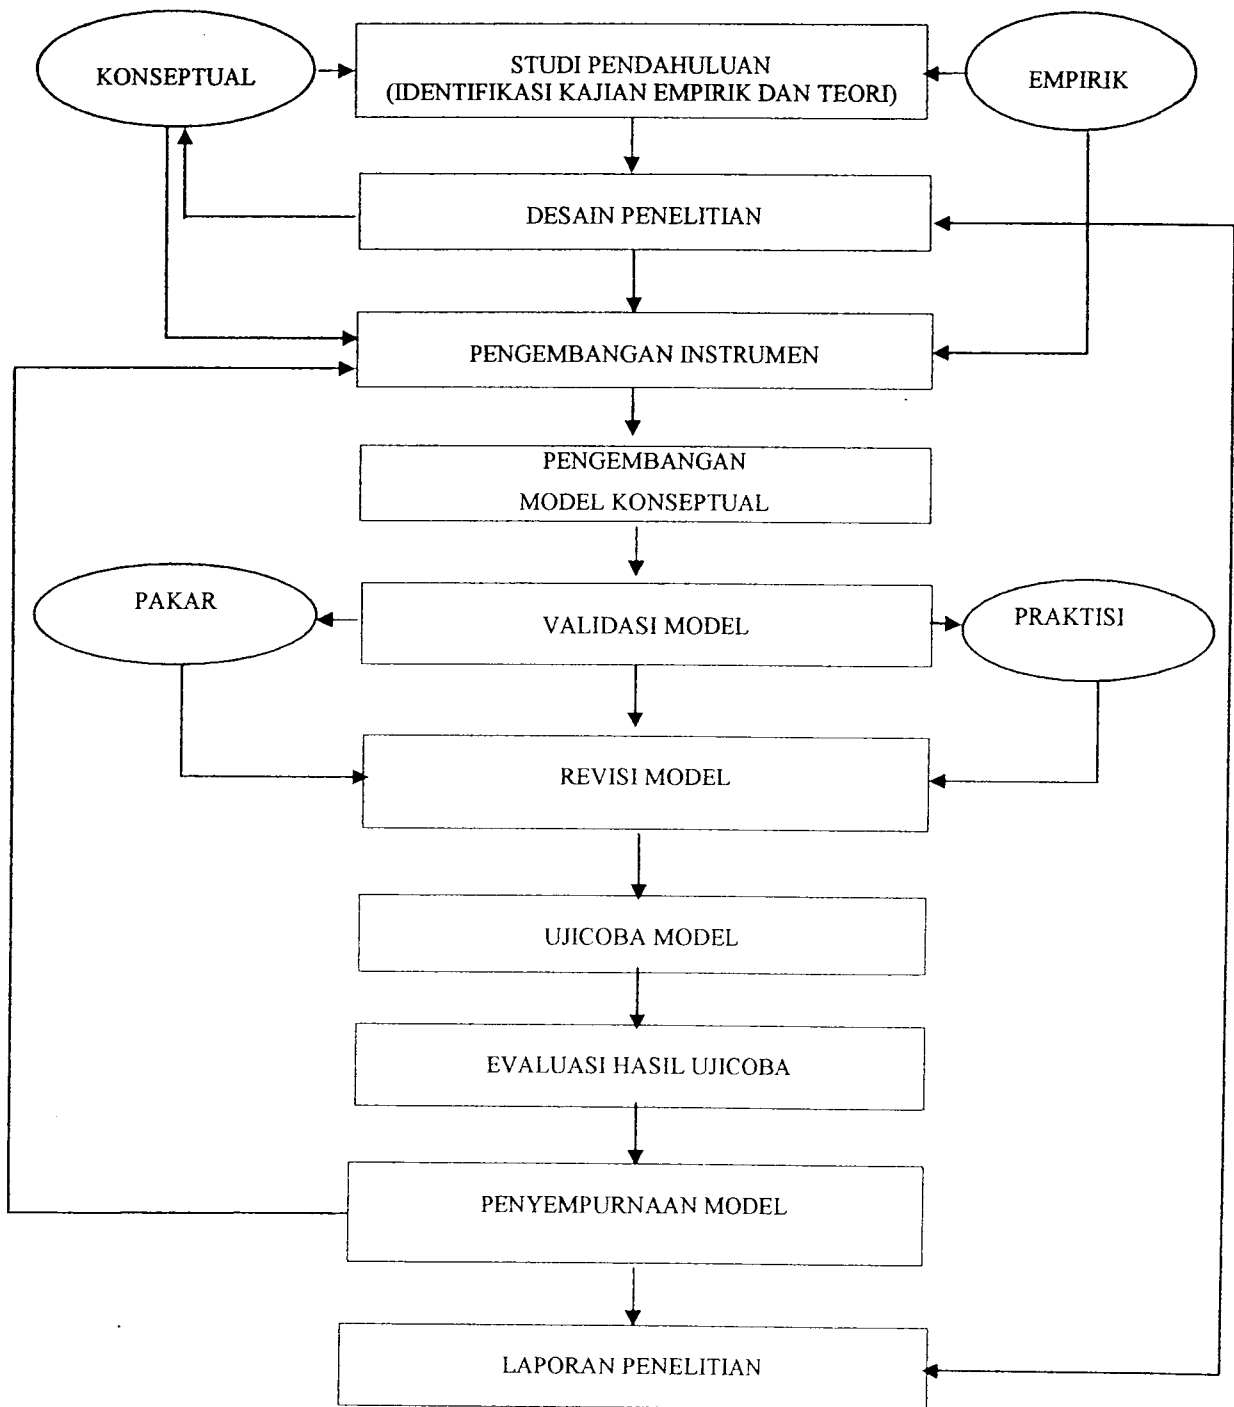 KONSEPTUAL
STUDI PENDAHULUAN
(IDENTIFIKASI KAJIAN EMPIRIK DAN TEORI)
EMPIRIK
DESAIN PENELITIAN
PENGEMBANGAN INSTRUMEN
PENGEMBANGAN
MODEL KONSEPTUAL
PAKAR
VALIDASI MODEL
PRAKTISI
REVISI MODEL
UJICOBA MODEL
EVALUASI HASIL UJICOBA
PENYEMPURNAAN MODEL
LAPORAN PENELITIAN